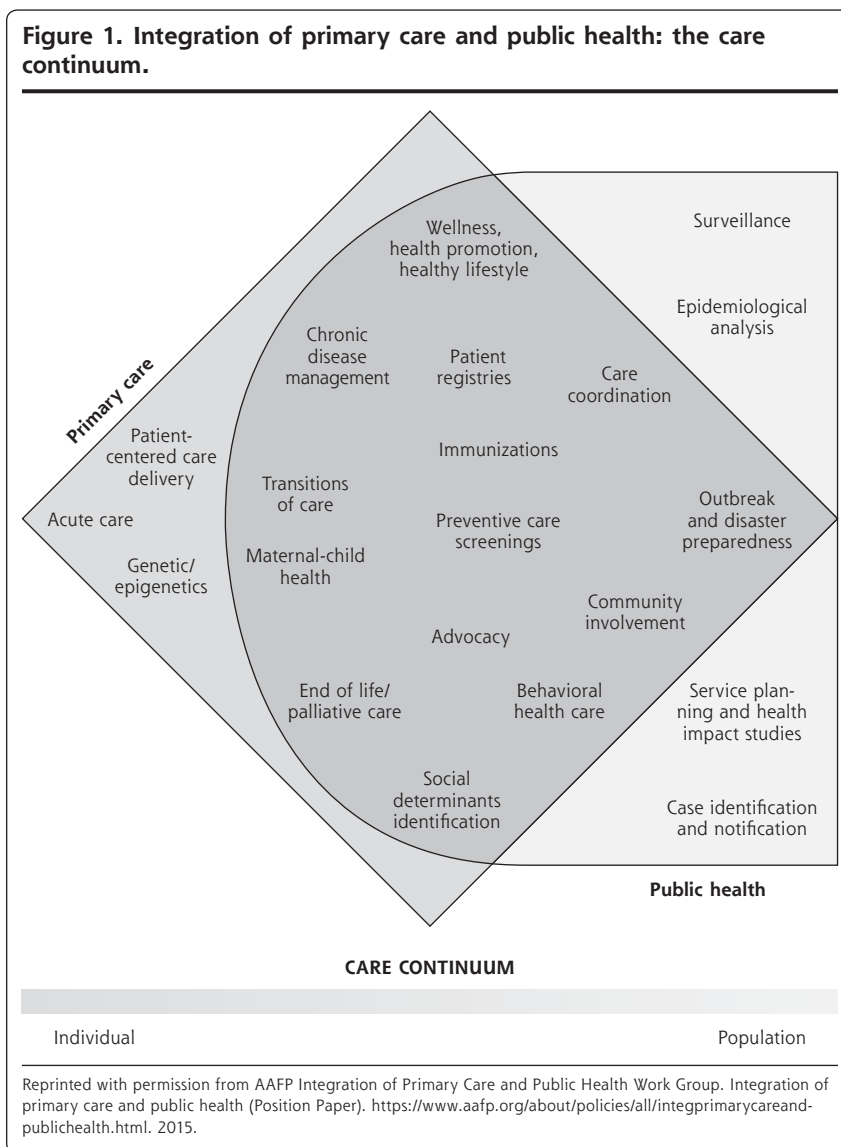 Figure 1. Integration of primary care and public health: the care
continuum.
Wellness,
health promotion,
healthy lifestyle
Surveillance
Epidemiological
analysis
Chronic
disease
management
Patient
registries
Care
coordination
Primary care
Patient-
centered care
delivery
Immunizations
Transitions
of care
Acute care
Preventive care
screenings
Outbreak
and disaster
preparedness
Genetic/
epigenetics
Maternal-child
health
Community
involvement
Advocacy
End of life/
palliative care
Behavioral
health care
Service plan-
ning and health
impact studies
Social
determinants
identification
Case identification
and notification
Public health
CARE CONTINUUM
Individual
Population
Reprinted with permission from AAFP Integration of Primary Care and Public Health Work Group. Integration of
primary care and public health (Position Paper). https://www.aafp.org/about/policies/all/integprimarycareand-
publichealth.html. 2015.